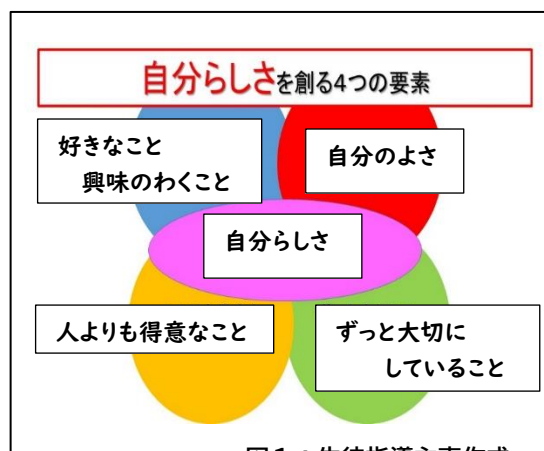 自分らしさを創る4つの要素
好きなこと
興味のわくこと
自分のよさ
自分らしさ
人よりも得意なこと
ずっと大切に
していること